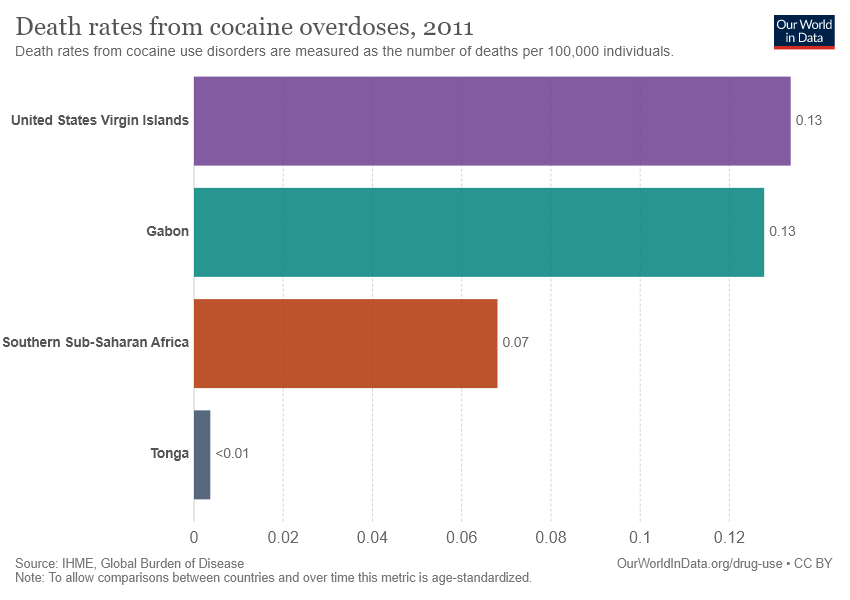 Death rates from cocaine overdoses, 2011
Death rates from cocaine use disorders are measured as the number of deaths per 100,000 individuals.
Our World
in Data
United States Virgin Islands
0.13
Gabon
0.13
Southern Sub-Saharan Africa
0.07
Tonga
<0.01
0 0.02 0.04 0.06 0.08 0.1 0.12
Source: IHME, Global Burden of Disease
OurWorldInData.org/drug-use • CC BY
Note: To allow comparisons between countries and over time this metric is age-standardized.